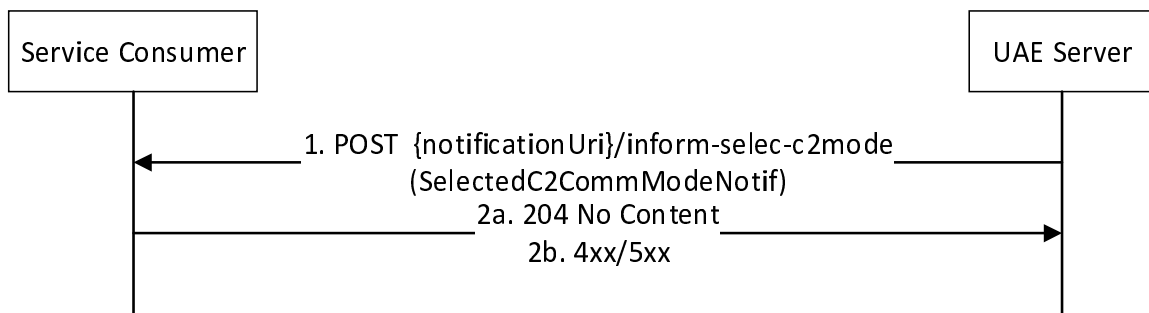 Service Consumer
UAE Server
1. POST {notificationUri}/inform-selec-c2mode
(SelectedC2CommModeNotif)
2a. 204 No Content
2b. 4xx/5xx